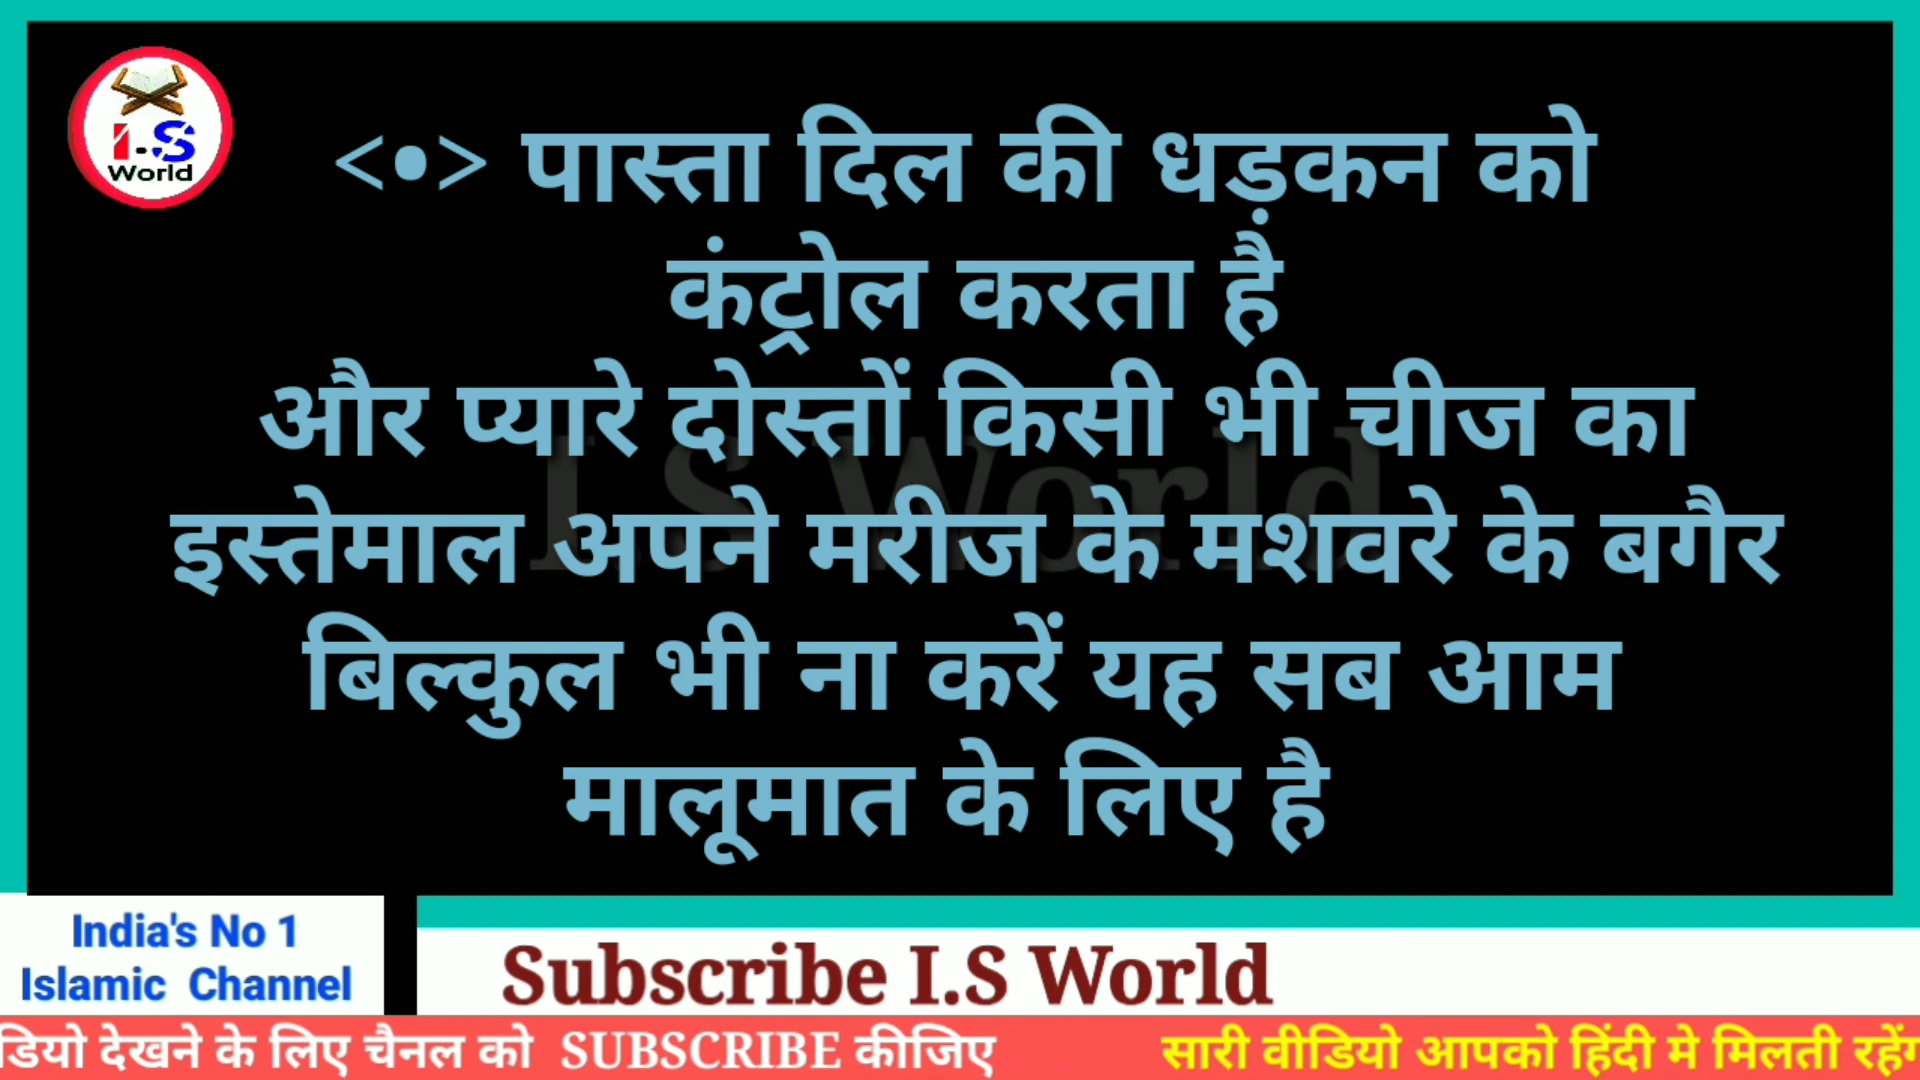 I.S
World
<•> पास्ता दिल की धड़कन को
कंट्रोल करता है
और प्यारे दोस्तों किसी भी चीज का
इस्तेमाल अपने मरीज के मशवरे के बगैर
बिल्कुल भी ना करें यह सब आम
मालूमात के लिए है
I.S World
India's No 1
Islamic Channel
Subscribe I.S World
डियो देखने के लिए चैनल को SUBSCRIBE कीजिए
सारी वीडियो आपको हिंदी मे मिलती रहेंग